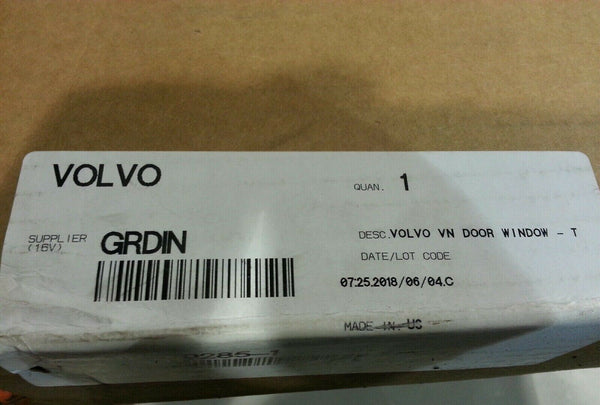 VOLVO
QUAN. 1
SUPPLIER
(16V) GRDIN
DESC.VOLVO VN DOOR WINDOW - T
DATE/LOT CODE
07.25.2018/06/04.C
MADE IN US